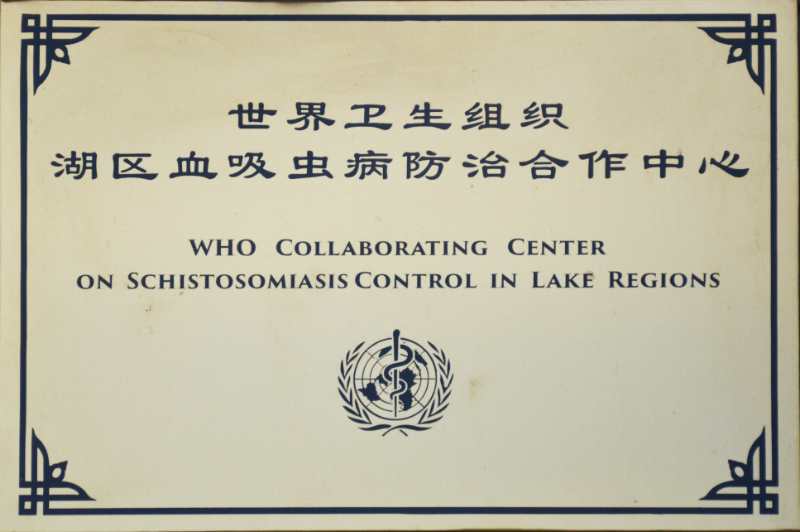 世界卫生组织
湖区血吸虫病防治合作中心
WHO COLLABORATING CENTER
ON SCHISTOSOMIASIS CONTROL IN LAKE REGIONS